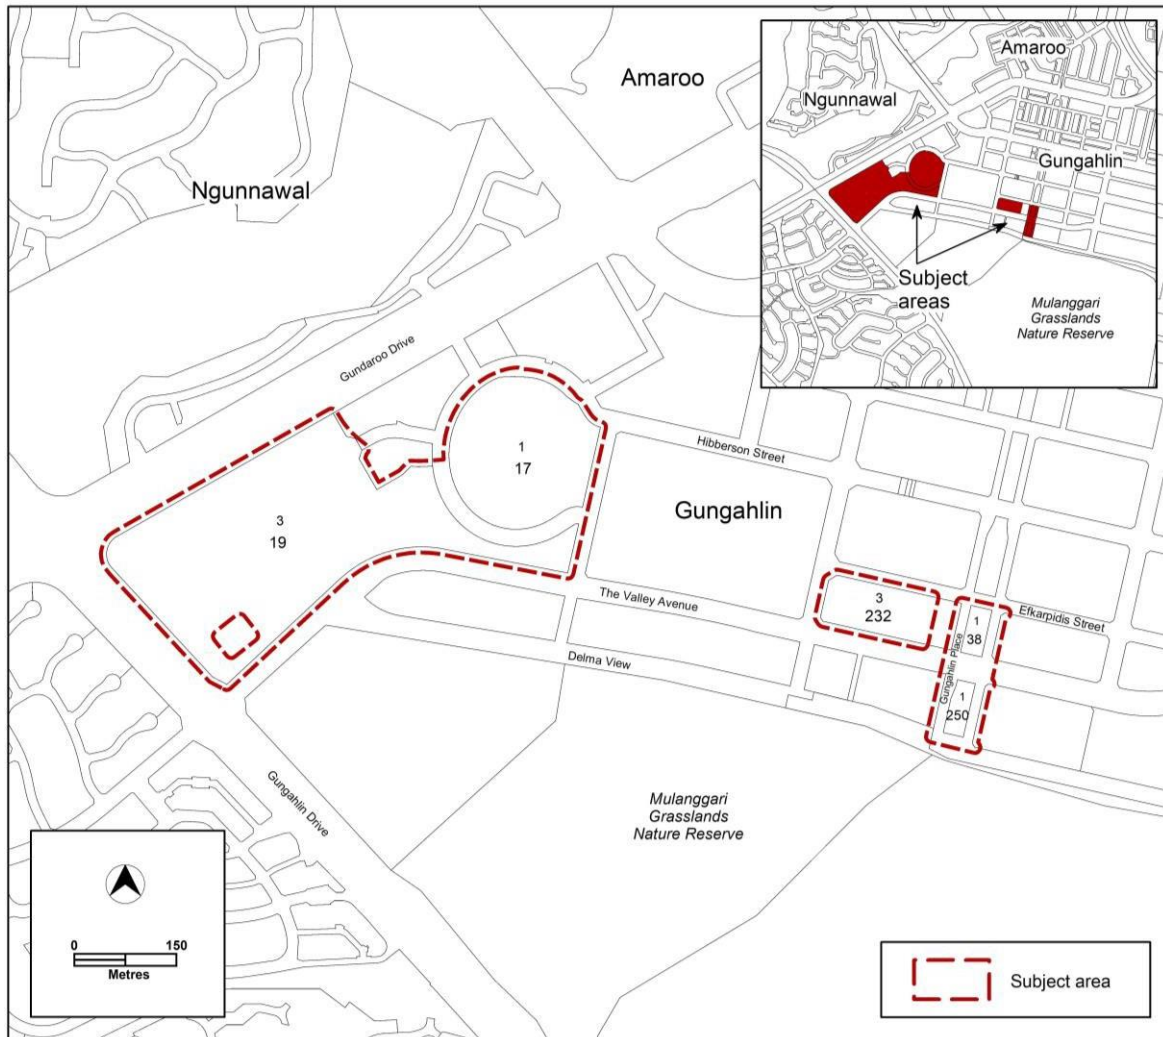 Amaroo
Ngunnawal
Gundaroo Drive
1
17
Hibberson Street
Gungahlin
3
19
The Valley Avenue
Delma View
3
232
Efkarpidis Street
1
38
Gungahlin Place
1
250
Gungahlin Drive
Mulanggari
Grasslands
Nature Reserve
Amaroo
Ngunnawal
Gungahlin
Subject
areas
Mulanggari
Grasslands
Nature Reserve
0 150
Metres
Subject area